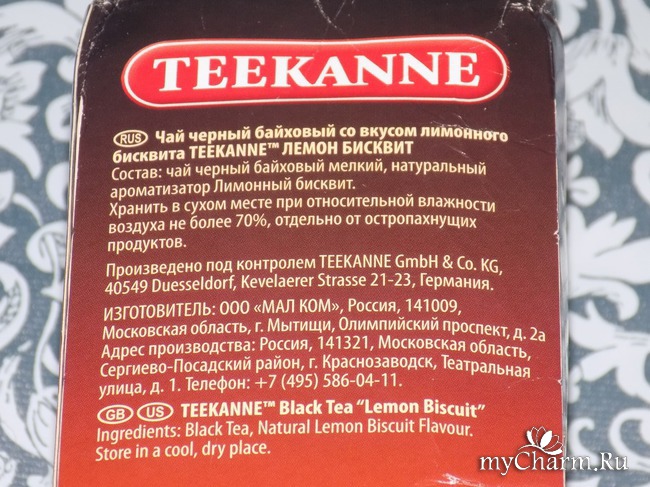 TEEKANNE
RUS Чай черный байховый со вкусом лимонного
бисквита TEEKANNE™ ЛЕМОН БИСКВИТ
Состав: чай черный байховый мелкий, натуральный
ароматизатор Лимонный бисквит.
Хранить в сухом месте при относительной влажности
воздуха не более 70%, отдельно от остропахнущих
продуктов.
Произведено под контролем TEEKANNE GmbH & Co. KG,
40549 Duesseldorf, Kevelaerer Strasse 21-23, Германия.
ИЗГОТОВИТЕЛЬ: ООО «МАЛ КОМ», Россия, 141009,
Московская область, г. Мытищи, Олимпийский проспект, д. 2а
Адрес производства: Россия, 141321, Московская область,
Сергиево-Посадский район, г. Краснозаводск, Театральная
улица, д. 1. Телефон: +7 (495) 586-04-11.
GB US TEEKANNE™ Black Tea "Lemon Biscuit"
Ingredients: Black Tea, Natural Lemon Biscuit Flavour.
Store in a cool, dry place.
myCharm.Ru